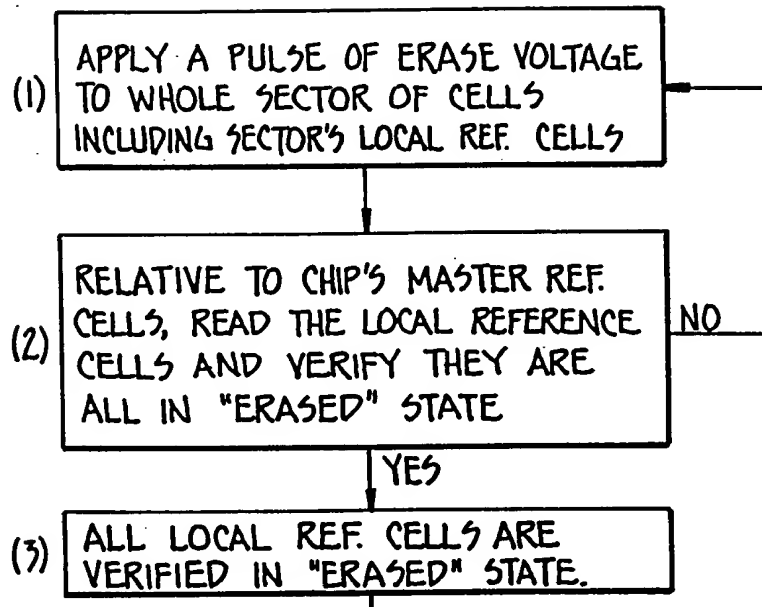 (1)
APPLY A PULSE OF ERASE VOLTAGE
TO WHOLE SECTOR OF CELLS
INCLUDING SECTOR'S LOCAL REF. CELLS
(2)
RELATIVE TO CHIP'S MASTER REF.
CELLS, READ THE LOCAL REFERENCE
CELLS AND VERIFY THEY ARE
ALL IN "ERASED" STATE
NO
YES
(3)
ALL LOCAL REF. CELLS ARE
VERIFIED IN "ERASED" STATE.